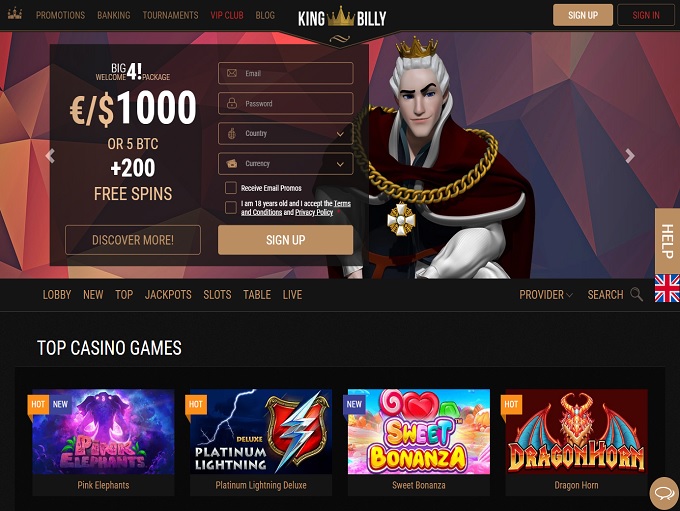 PROMOTIONS BANKING TOURNAMENTS VIP CLUB BLOG KING BILLY SIGN UP SIGN IN
BIG 4!
WELCOME PACKAGE
€/$1000
OR 5 BTC
+200
FREE SPINS
DISCOVER MORE!
Email
Password
Country
Currency
Receive Email Promos
I am 18 years old and I accept the Terms
and Conditions and Privacy Policy
SIGN UP
HELP
LOBBY NEW TOP JACKPOTS SLOTS TABLE LIVE PROVIDER SEARCH
TOP CASINO GAMES
HOT NEW
PINK
ELEPHANTS
Pink Elephants
HOT
DELUXE
PLATINUM
LIGHTNING
Platinum Lightning Deluxe
NEW
SWEET
BONANZA
Sweet Bonanza
HOT
DRAGON HORN
Dragon Horn